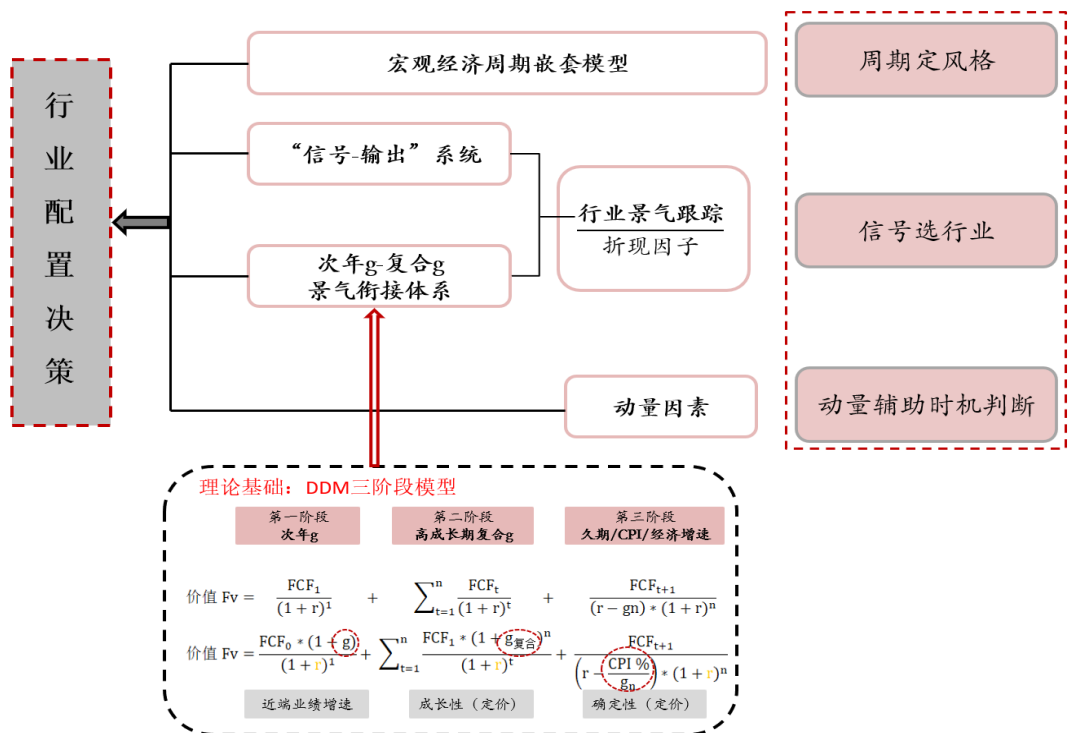 行业配置决策
宏观经济周期嵌套模型
“信号-输出”系统
次年g-复合g
景气衔接体系
行业景气跟踪
折现因子
动量因素
周期定风格
信号选行业
动量辅助时机判断
理论基础：DDM三阶段模型
第一阶段
次年g
第二阶段
高成长期复合g
第三阶段
久期/CPI/经济增速
价值 Fv = FCF₁/(1 + r)¹ + ∑ₜ₌₁ⁿ FCFₜ/(1 + r)ᵗ + FCFₜ₊₁/((r − gn) * (1 + r)ⁿ)
价值 Fv = FCF₀ * (1 + g)/(1 + r)¹ + ∑ₜ₌₁ⁿ FCF₁ * (1 + g复合)ⁿ/(1 + r)ᵗ + FCFₜ₊₁/((r − CPI %/gₙ) * (1 + r)ⁿ)
近端业绩增速
成长性（定价）
确定性（定价）